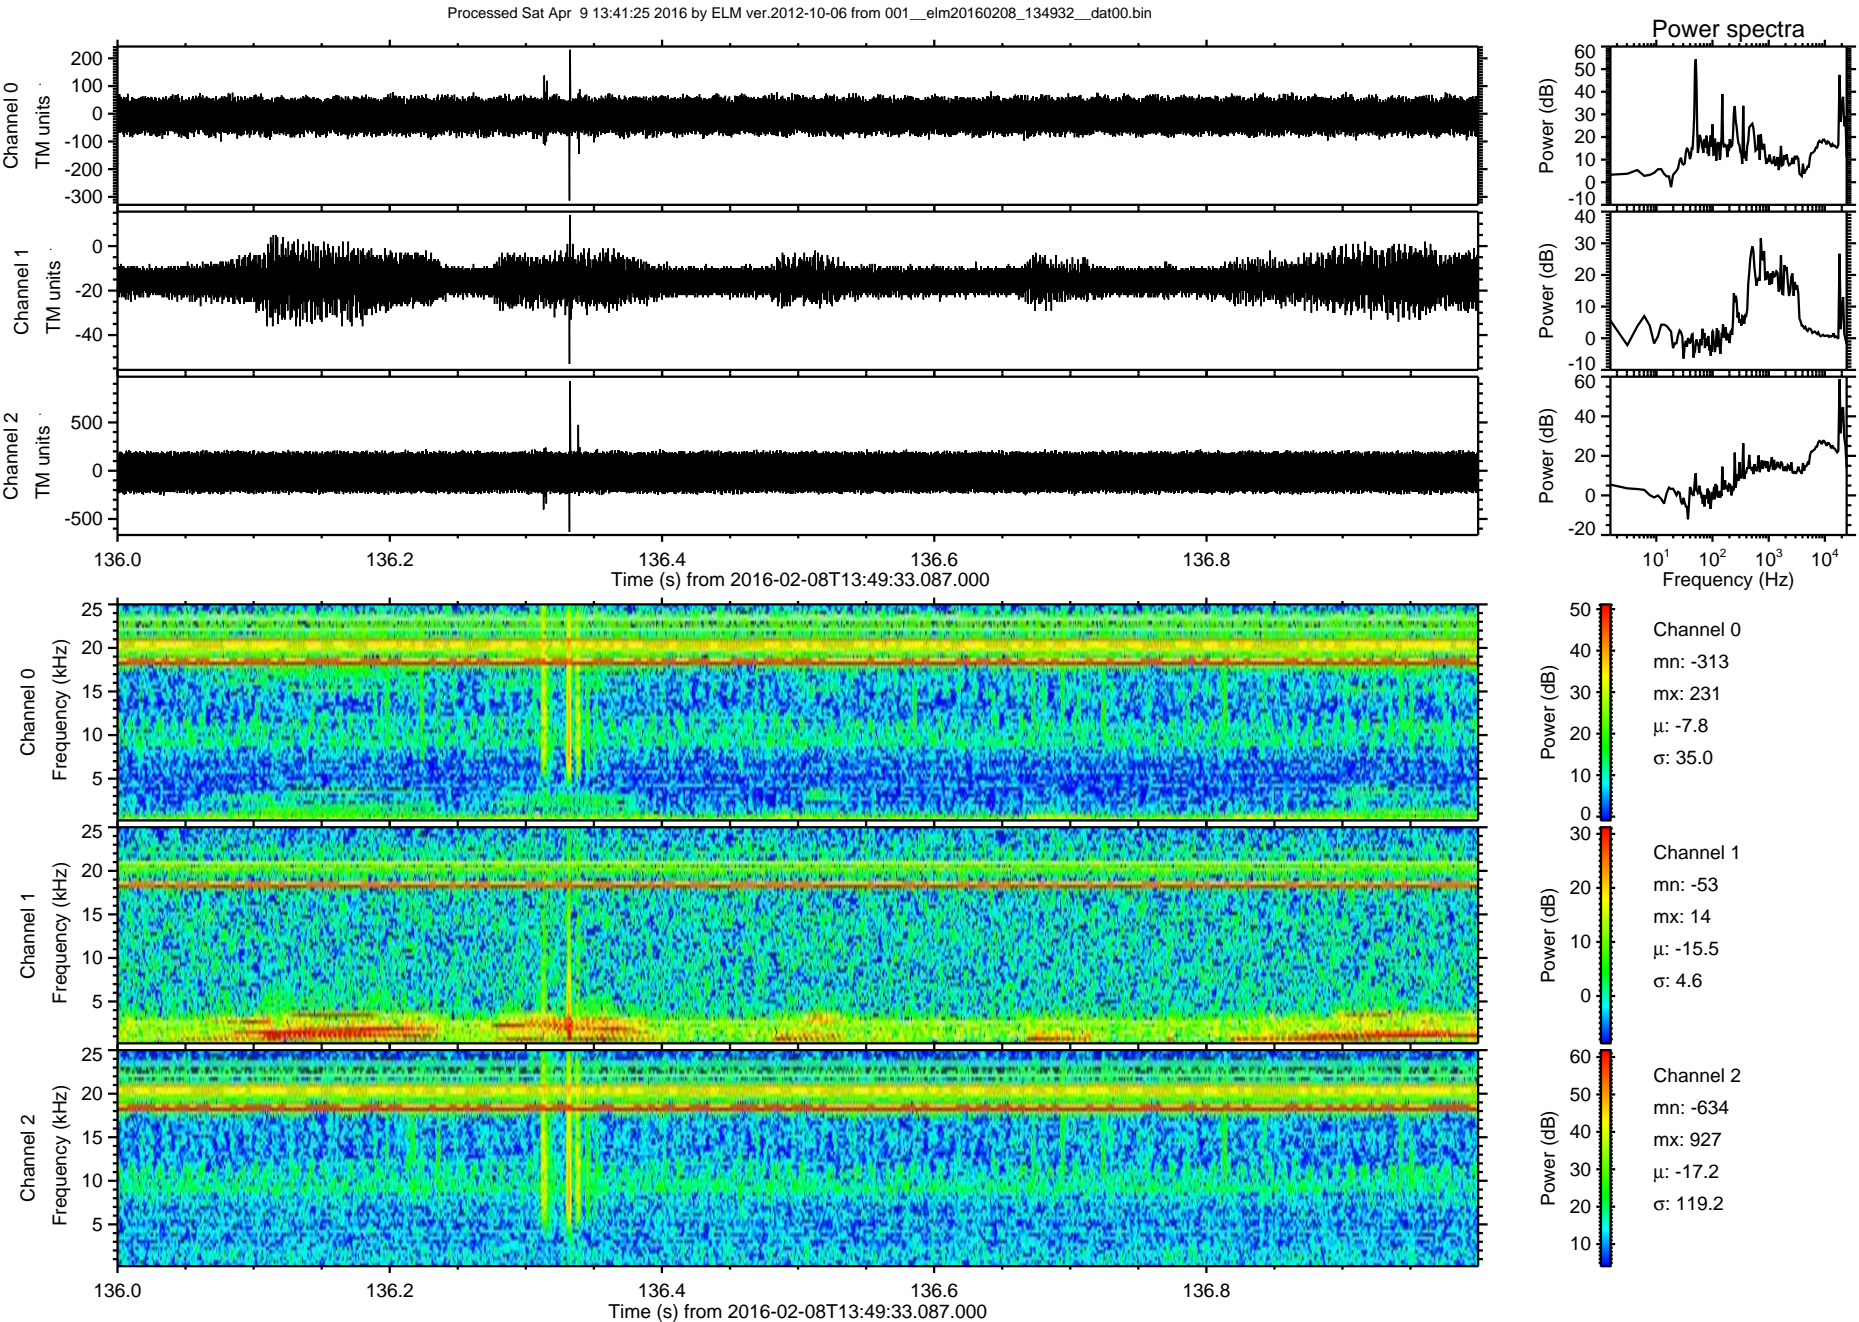 Processed Sat Apr  9 13:41:25 2016 by ELM ver.2012-10-06 from 001__elm20160208_134932__dat00.bin
Power spectra
Channel 0
TM units
200
100
0
-100
-200
-300
Power (dB)
60
50
40
30
20
10
0
-10
Channel 1
TM units
0
-20
-40
Power (dB)
40
30
20
10
0
-10
Channel 2
TM units
500
0
-500
Power (dB)
60
40
20
0
-20
136.0 136.2 136.4 136.6 136.8
Time (s) from 2016-02-08T13:49:33.087.000
10¹ 10² 10³ 10⁴
Frequency (Hz)
Channel 0
Frequency (kHz)
25
20
15
10
5
Power (dB)
50
40
30
20
10
0
Channel 0
mn: -313
mx: 231
µ: -7.8
σ: 35.0
Channel 1
Frequency (kHz)
25
20
15
10
5
Power (dB)
30
20
10
0
Channel 1
mn: -53
mx: 14
µ: -15.5
σ: 4.6
Channel 2
Frequency (kHz)
25
20
15
10
5
Power (dB)
60
50
40
30
20
10
Channel 2
mn: -634
mx: 927
µ: -17.2
σ: 119.2
136.0 136.2 136.4 136.6 136.8
Time (s) from 2016-02-08T13:49:33.087.000